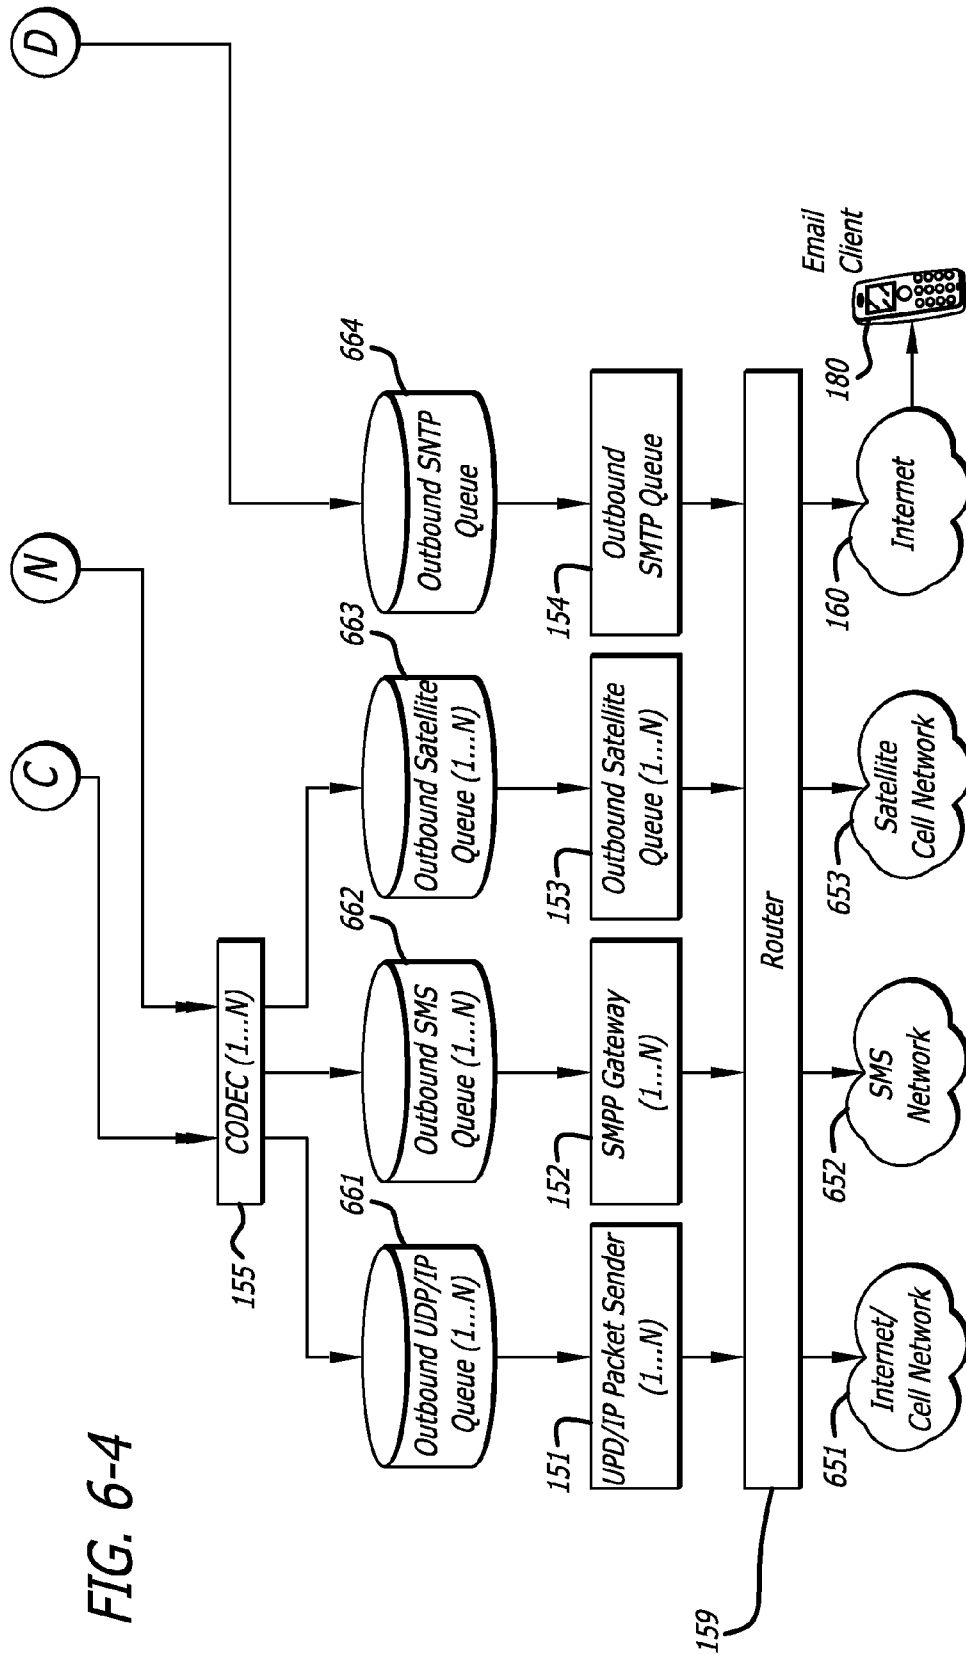 FIG. 6-4
C
N
D
CODEC (1...N)
155
661
662
663
664
Outbound UDP/IP
Queue (1...N)
Outbound SMS
Queue (1...N)
Outbound Satellite
Queue (1...N)
Outbound SNTP
Queue
151
152
153
154
UPD/IP Packet Sender
(1...N)
SMPP Gateway
(1...N)
Outbound Satellite
Queue (1...N)
Outbound
SMTP Queue
Router
159
651
652
653
160
180
Internet/
Cell Network
SMS
Network
Satellite
Cell Network
Internet
Email
Client